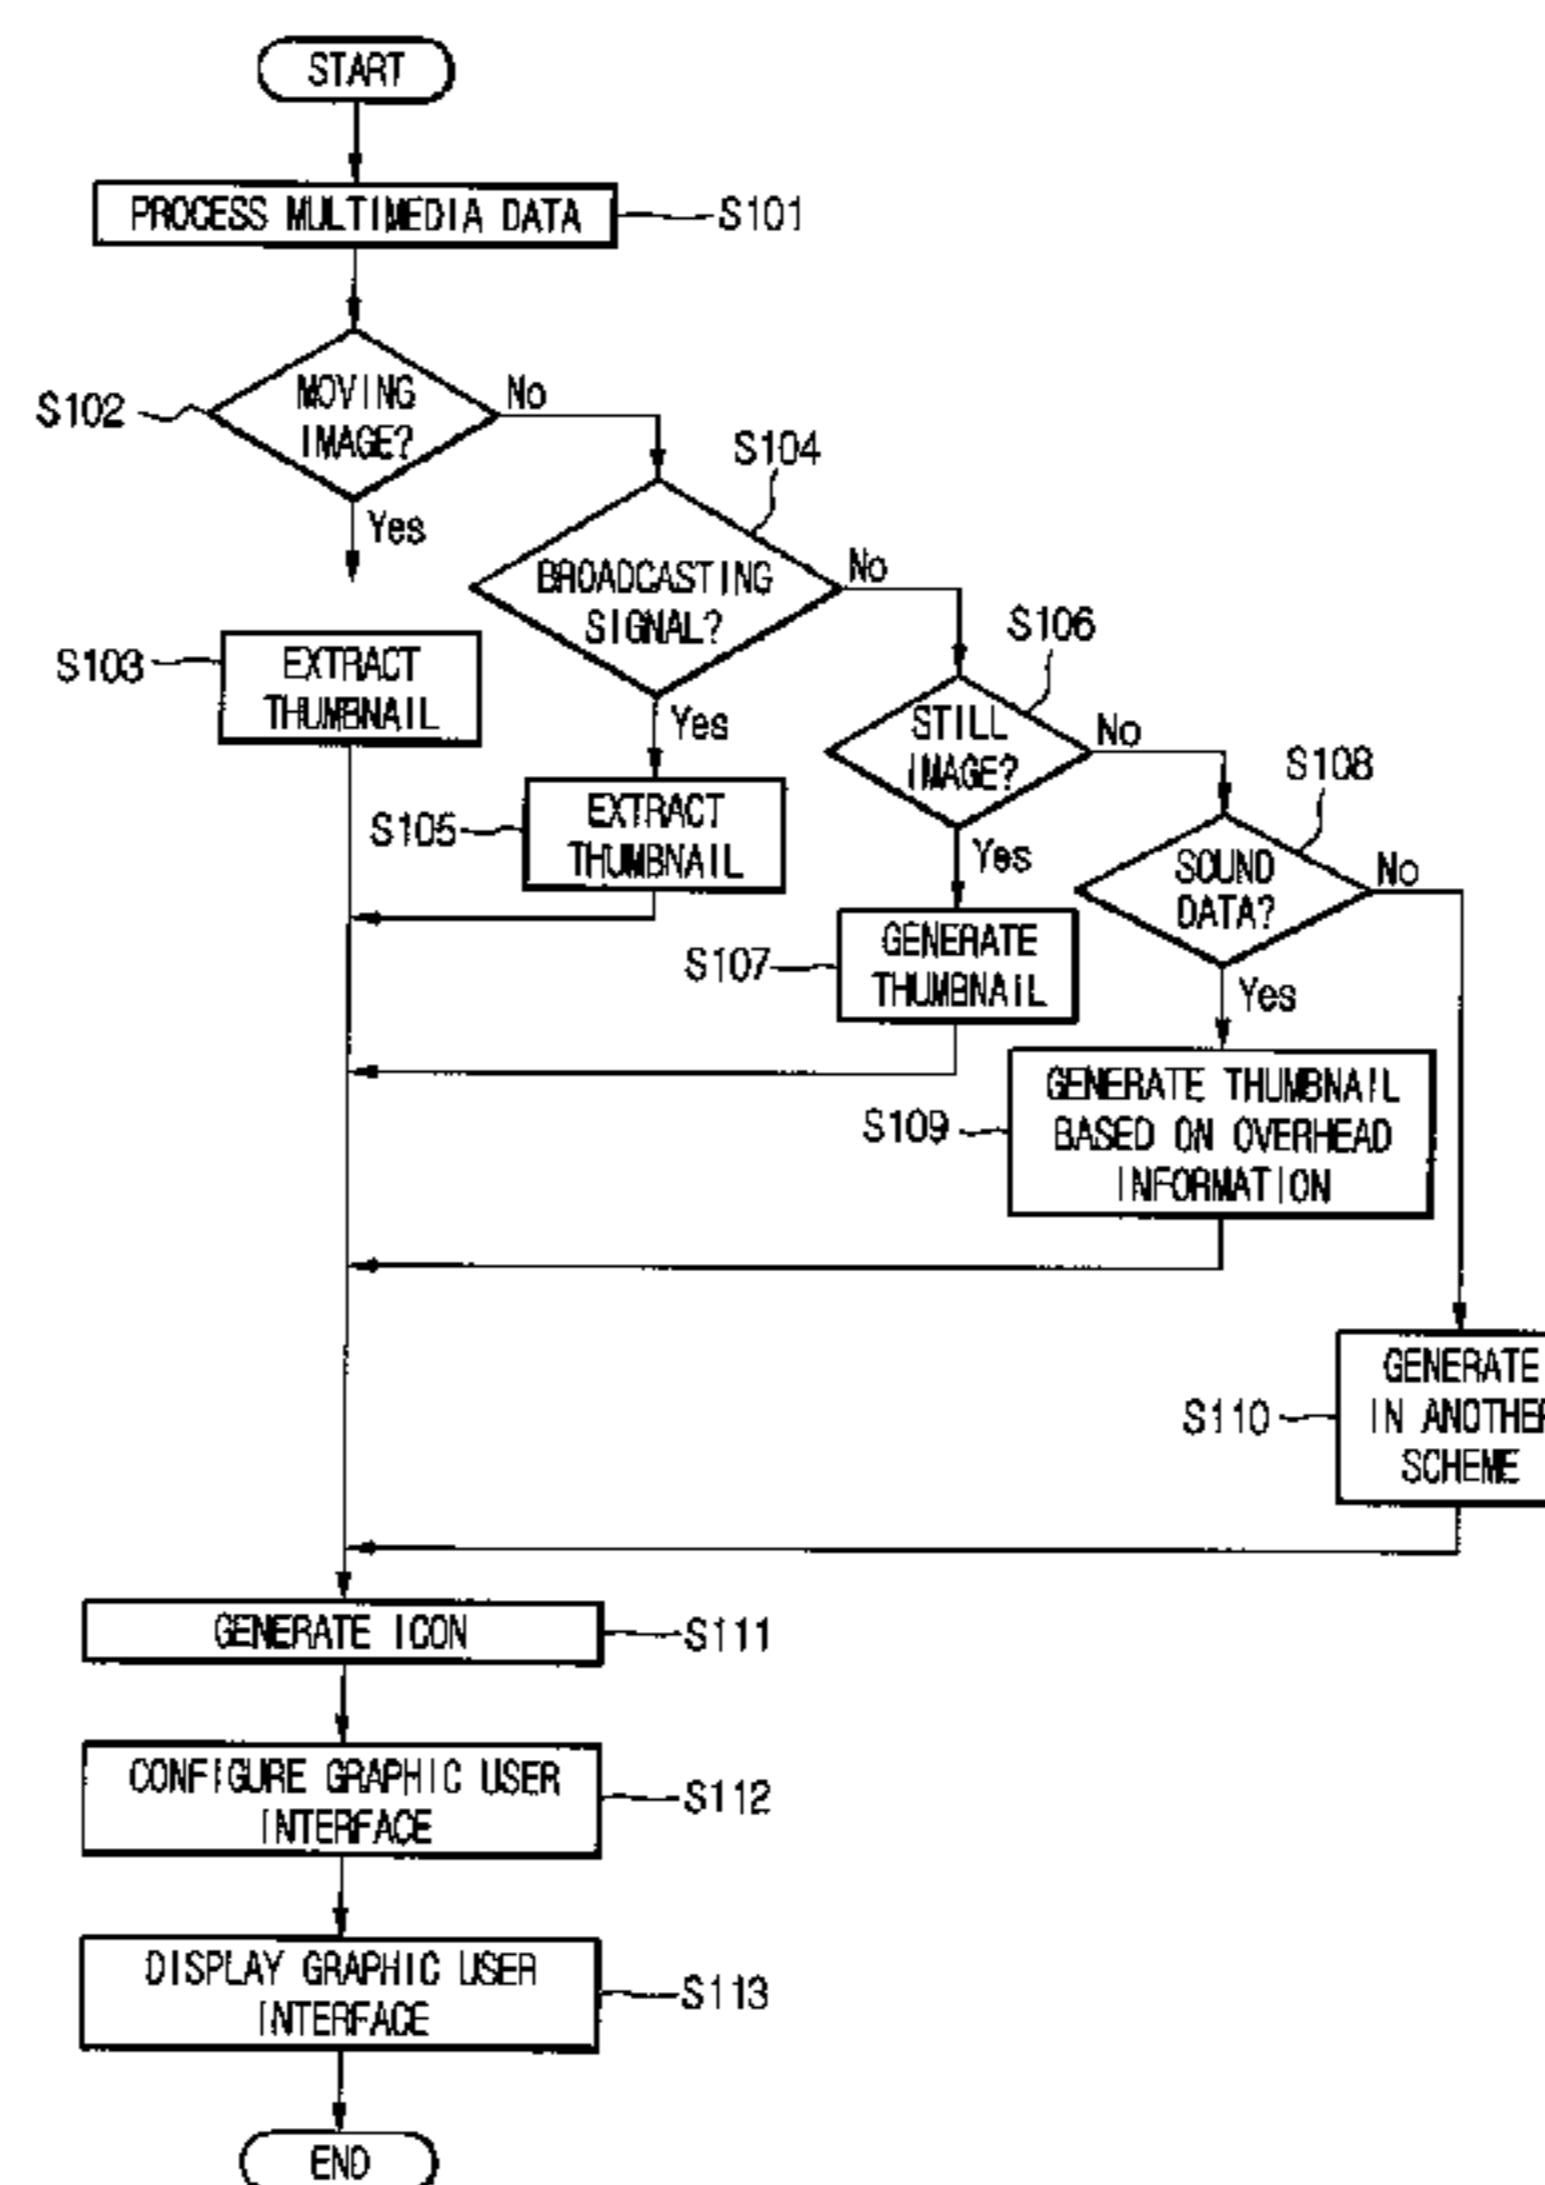 START
PROCESS MULTIMEDIA DATA
S101
S102
MOVING
IMAGE?
No
Yes
S104
BROADCASTING
SIGNAL?
No
Yes
S103
EXTRACT
THUMBNAIL
S106
STILL
IMAGE?
No
Yes
S105
EXTRACT
THUMBNAIL
S108
SOUND
DATA?
No
Yes
S107
GENERATE
THUMBNAIL
S109
GENERATE THUMBNAIL
BASED ON OVERHEAD
INFORMATION
S110
GENERATE
IN ANOTHER
SCHEME
GENERATE ICON
S111
CONFIGURE GRAPHIC USER
INTERFACE
S112
DISPLAY GRAPHIC USER
INTERFACE
S113
END